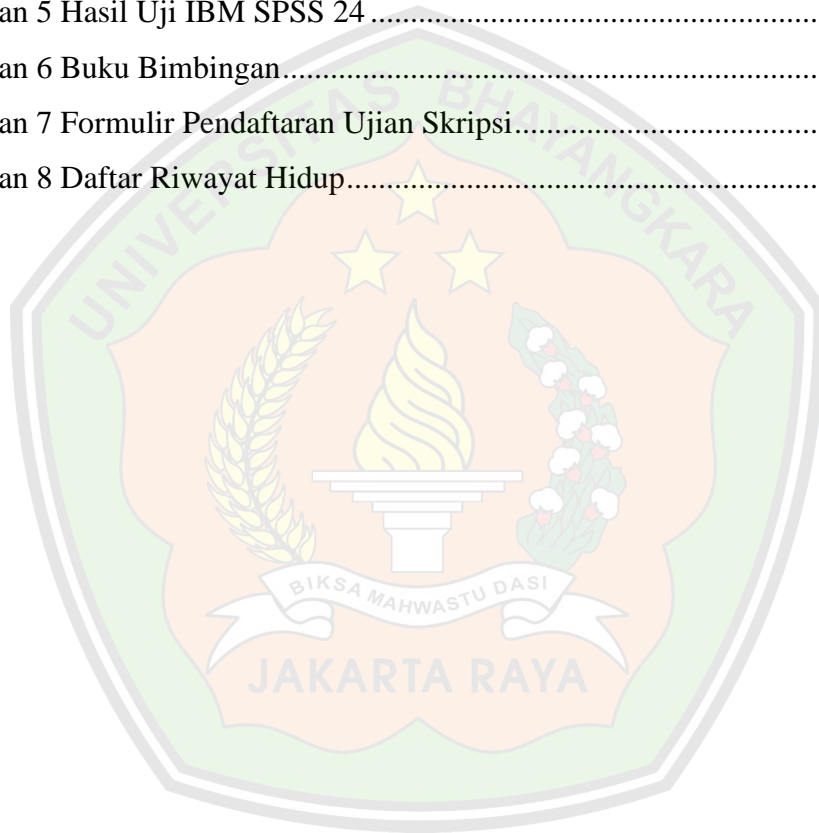 an 5 Hasil Uji IBM SPSS 24 ........................................................
an 6 Buku Bimbingan....................................................................
an 7 Formulir Pendaftaran Ujian Skripsi.......................................
an 8 Daftar Riwayat Hidup............................................................
UNIVERSITAS BHAYANGKARA
BIKSA MAHWASTU DASI
JAKARTA RAYA